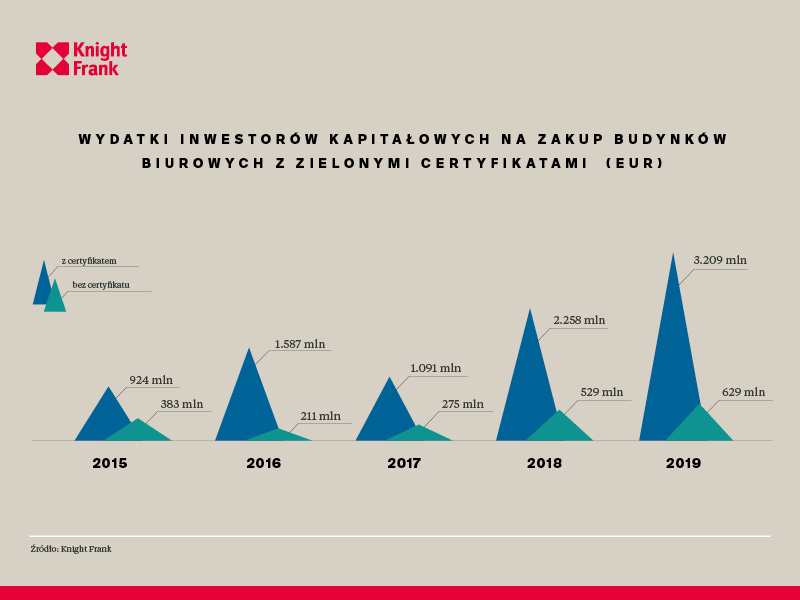 Knight
Frank
WYDATKI INWESTORÓW KAPITAŁOWYCH NA ZAKUP BUDYNKÓW
BIUROWYCH Z ZIELONYMI CERTYFIKATAMI (EUR)
z certyfikatem
bez certyfikatu
924 mln
383 mln
1.587 mln
211 mln
1.091 mln
275 mln
2.258 mln
529 mln
3.209 mln
629 mln
2015
2016
2017
2018
2019
Źródło: Knight Frank